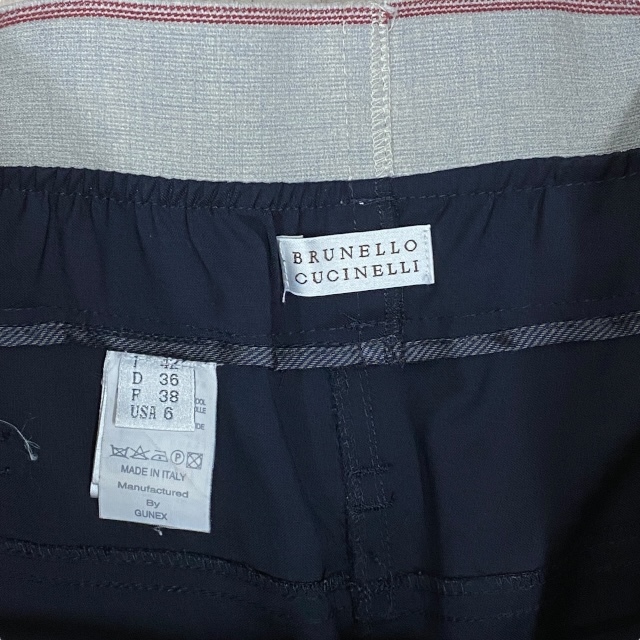 BRUNELLO
CUCINELLI
I 42
D 36
F 38
USA 6
MADE IN ITALY
Manufactured
By
GUNEX